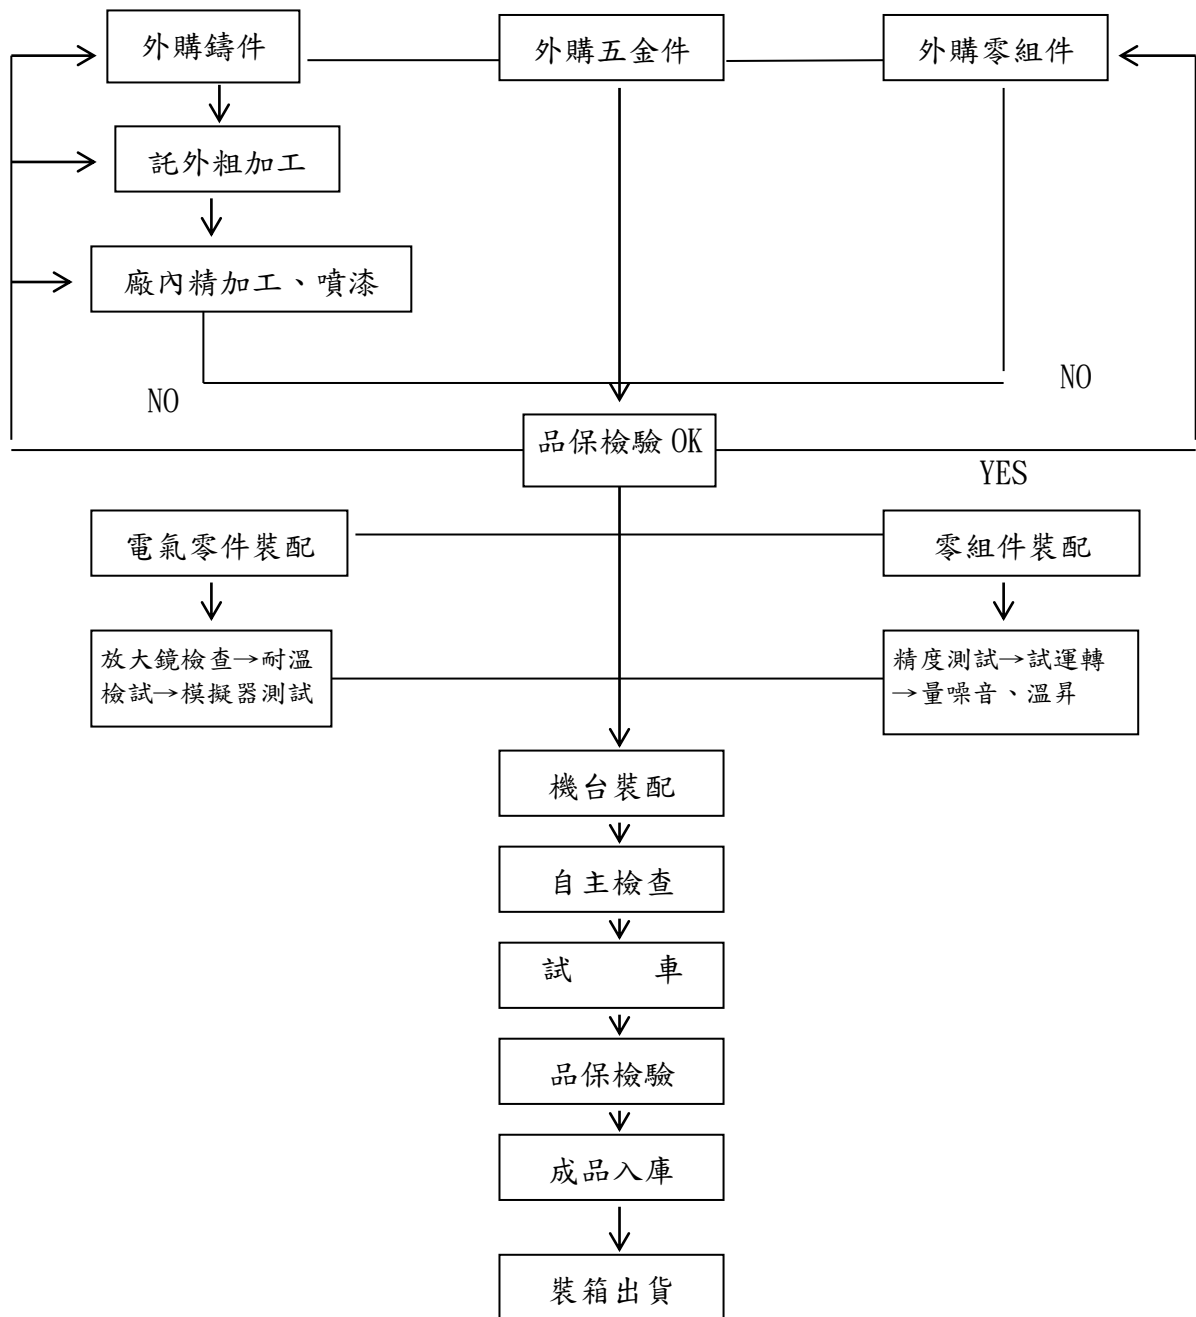 外購鑄件
外購五金件
外購零組件
託外粗加工
廠內精加工、噴漆
NO
NO
品保檢驗 OK
YES
電氣零件裝配
零組件裝配
放大鏡檢查→耐溫
檢試→模擬器測試
精度測試→試運轉
→量噪音、溫昇
機台裝配
自主檢查
試 車
品保檢驗
成品入庫
裝箱出貨